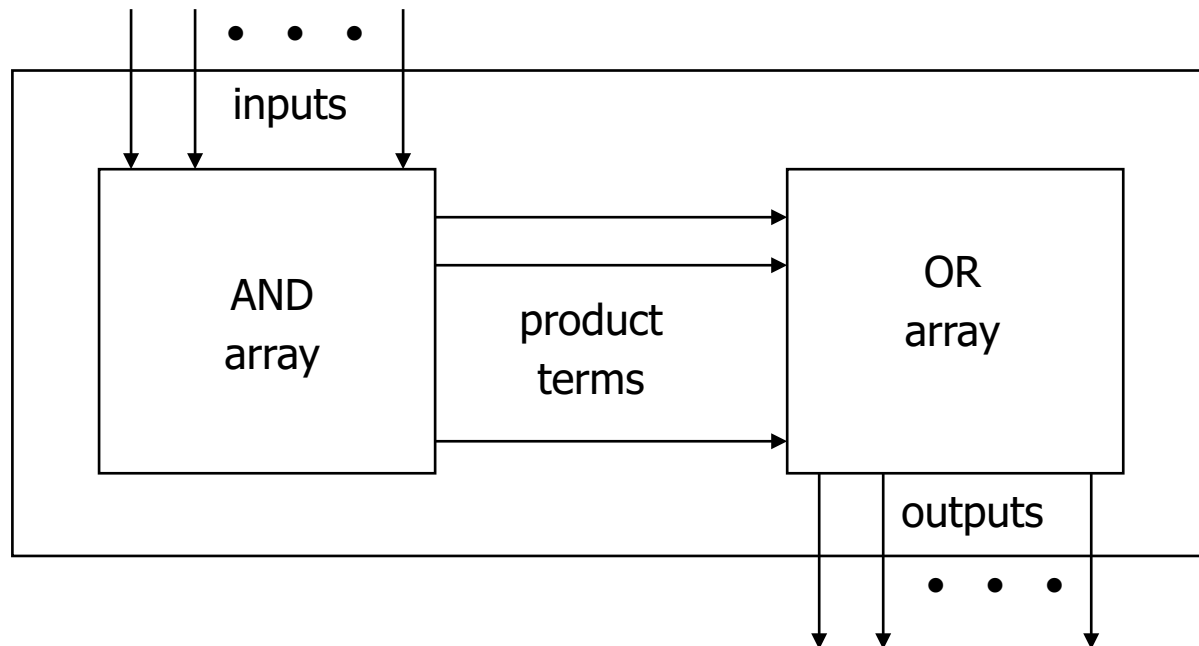 inputs
AND
array
product
terms
OR
array
outputs